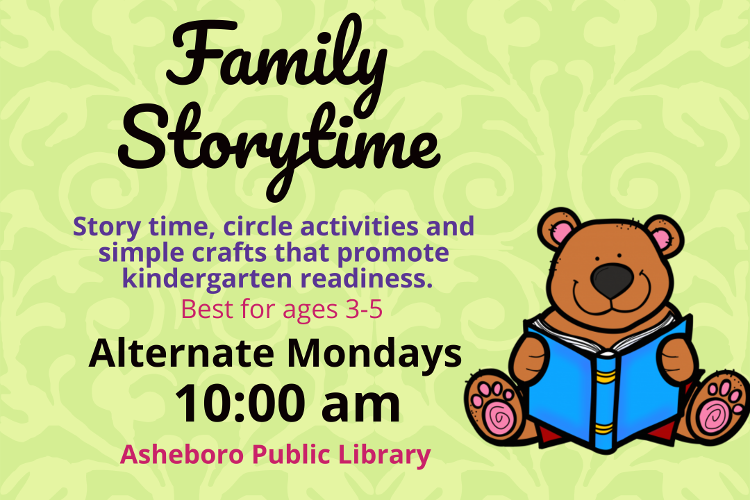 Family
Storytime
Story time, circle activities and
simple crafts that promote
kindergarten readiness.
Best for ages 3-5
Alternate Mondays
10:00 am
Asheboro Public Library